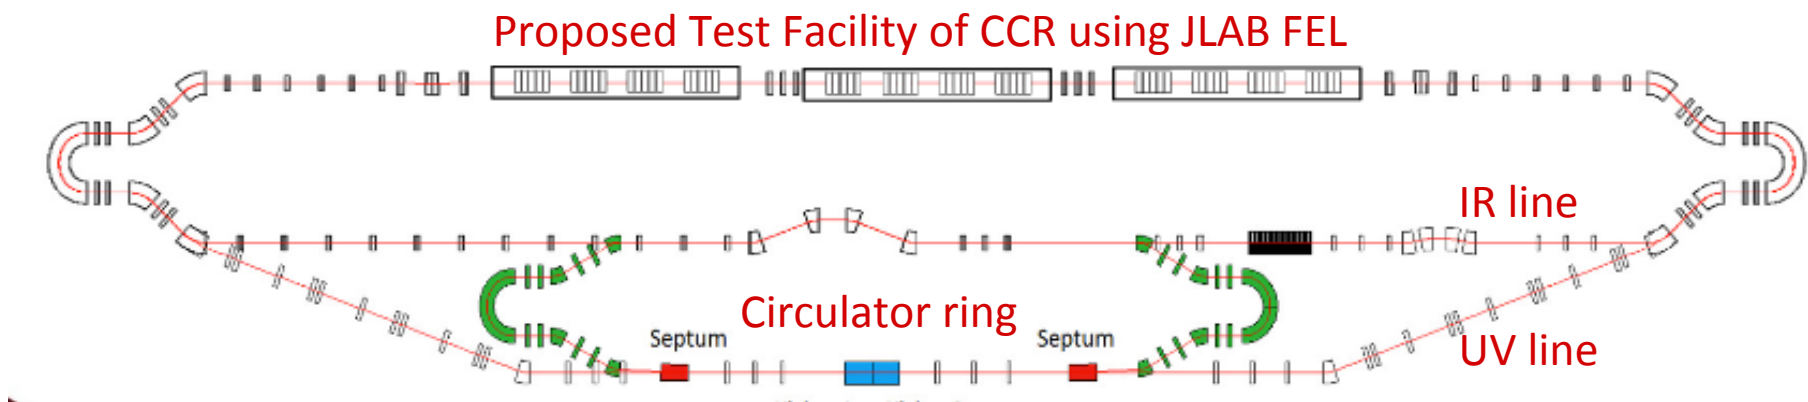 Proposed Test Facility of CCR using JLAB FEL
IR line
Circulator ring
Septum
Septum
UV line